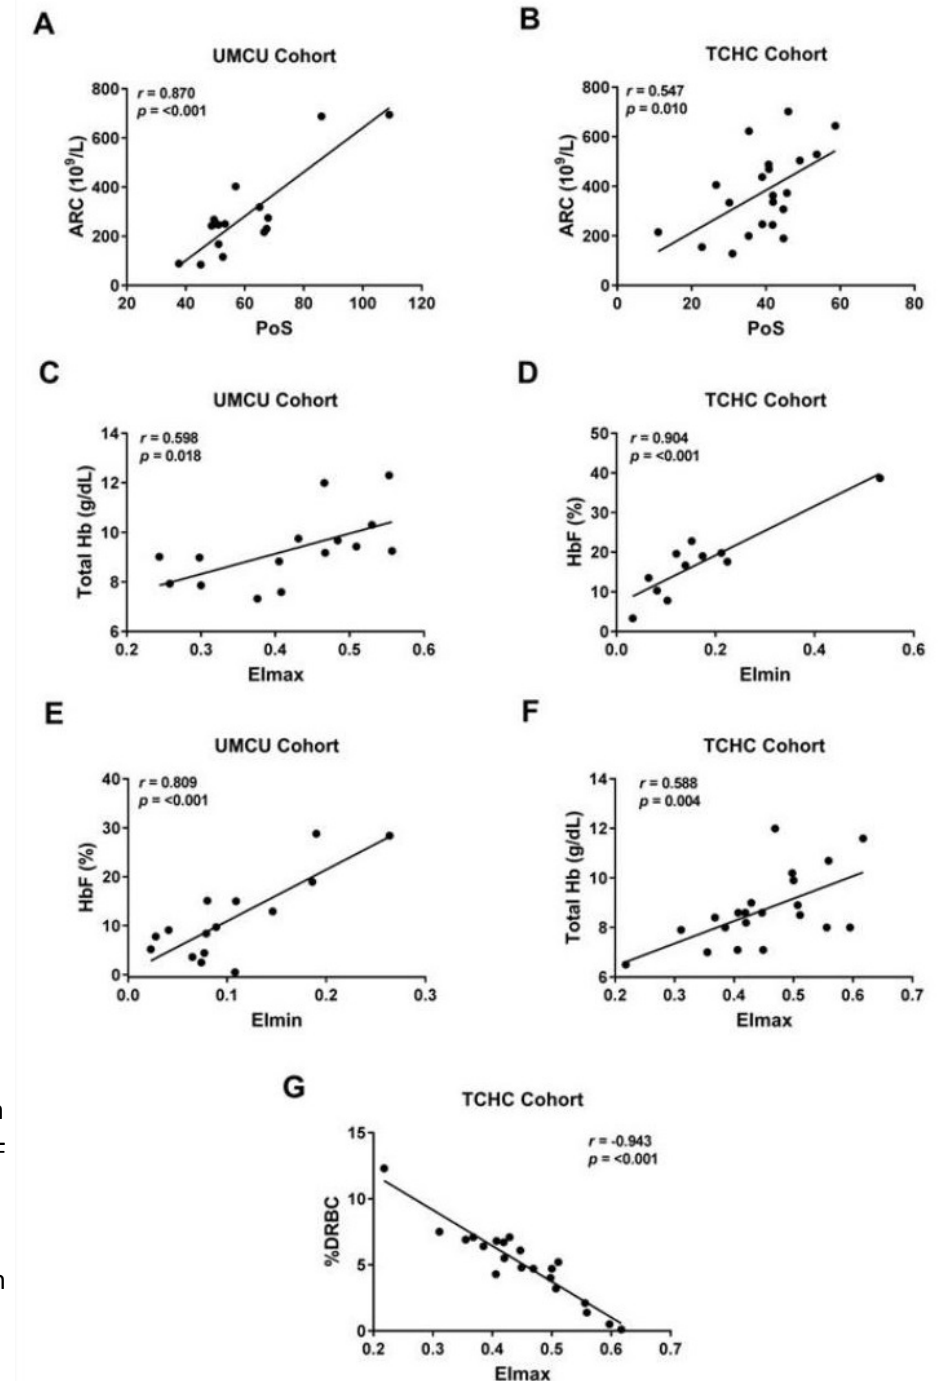 A
UMCU Cohort
r = 0.870
p = <0.001
800
600
400
200
0
ARC (10⁹/L)
20 40 60 80 100 120
PoS
B
TCHC Cohort
r = 0.547
p = 0.010
800
600
400
200
0
ARC (10⁹/L)
0 20 40 60 80
PoS
C
UMCU Cohort
r = 0.598
p = 0.018
14
12
10
8
6
Total Hb (g/dL)
0.2 0.3 0.4 0.5 0.6
EImax
D
TCHC Cohort
r = 0.904
p = <0.001
50
40
30
20
10
0
HbF (%)
0.0 0.2 0.4 0.6
EImin
E
UMCU Cohort
r = 0.809
p = <0.001
40
30
20
10
0
HbF (%)
0.0 0.1 0.2 0.3
EImin
F
TCHC Cohort
r = 0.588
p = 0.004
14
12
10
8
6
Total Hb (g/dL)
0.2 0.3 0.4 0.5 0.6 0.7
EImax
G
TCHC Cohort
r = -0.943
p = <0.001
15
10
5
0
%DRBC
0.2 0.3 0.4 0.5 0.6 0.7
EImax